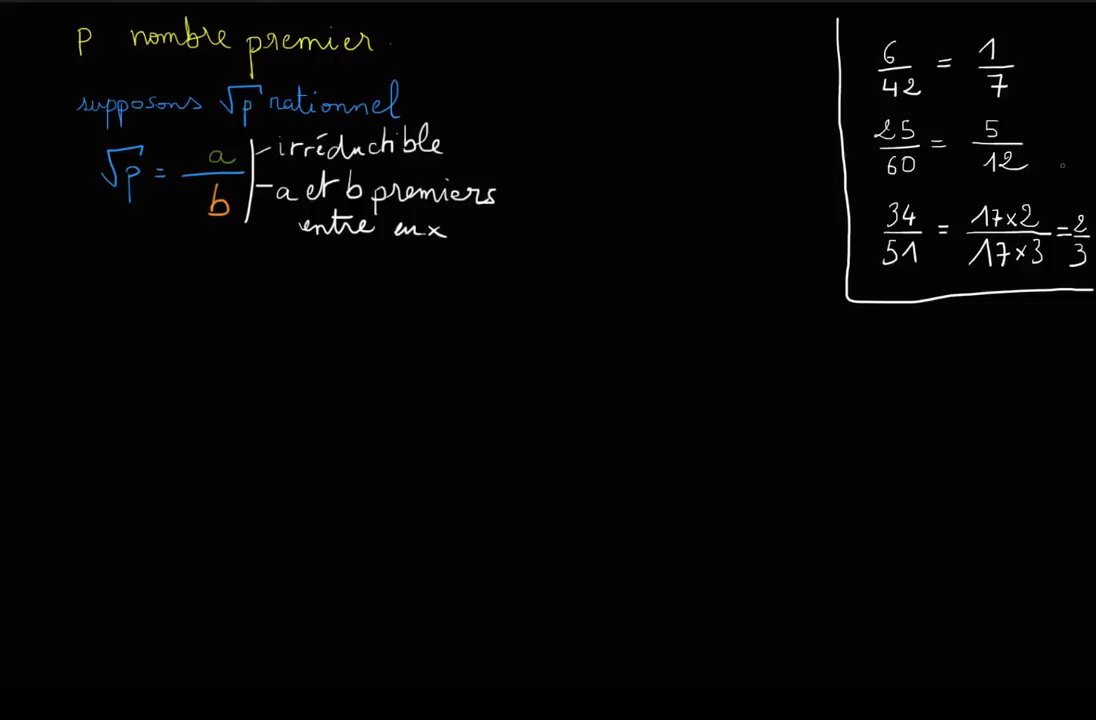 p nombre premier
supposons √p rationnel
√p = a/b
irréductible
a et b premiers
entre eux
6/42 = 1/7
25/60 = 5/12
34/51 = 17×2/17×3 = 2/3